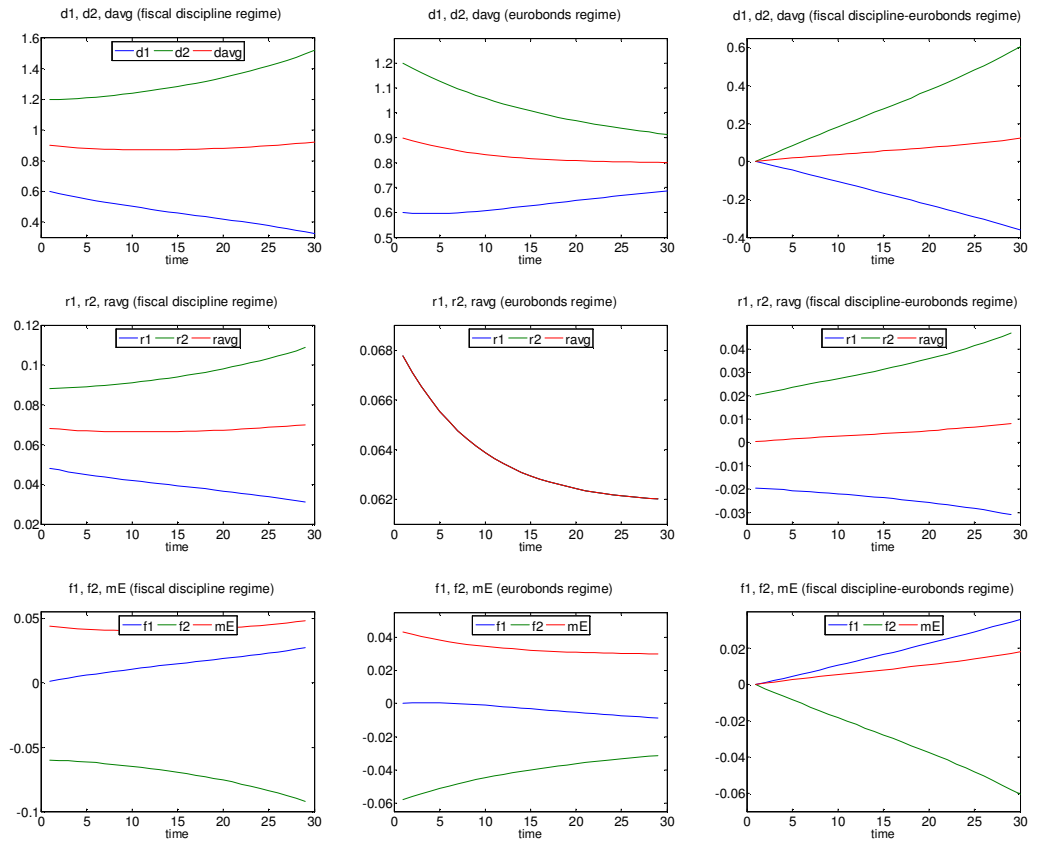 d1, d2, davg (fiscal discipline regime)
d1, d2, davg (eurobonds regime)
d1, d2, davg (fiscal discipline-eurobonds regime)
1.6
1.4
1.2
1
0.8
0.6
0.4
d1 d2 davg
0 5 10 15 20 25 30
time
1.2
1.1
1
0.9
0.8
0.7
0.6
0.5
0 5 10 15 20 25 30
time
0.6
0.4
0.2
0
-0.2
-0.4
0 5 10 15 20 25 30
time
r1, r2, ravg (fiscal discipline regime)
r1, r2, ravg (eurobonds regime)
r1, r2, ravg (fiscal discipline-eurobonds regime)
0.12
0.1
0.08
0.06
0.04
0.02
r1 r2 ravg
0 5 10 15 20 25 30
time
0.068
0.066
0.064
0.062
r1 r2 ravg
0 5 10 15 20 25 30
time
0.04
0.03
0.02
0.01
0
-0.01
-0.02
-0.03
r1 r2 ravg
0 5 10 15 20 25 30
time
f1, f2, mE (fiscal discipline regime)
f1, f2, mE (eurobonds regime)
f1, f2, mE (fiscal discipline-eurobonds regime)
0.05
0
-0.05
-0.1
f1 f2 mE
0 5 10 15 20 25 30
time
0.04
0.02
0
-0.02
-0.04
-0.06
f1 f2 mE
0 5 10 15 20 25 30
time
0.02
0
-0.02
-0.04
-0.06
f1 f2 mE
0 5 10 15 20 25 30
time